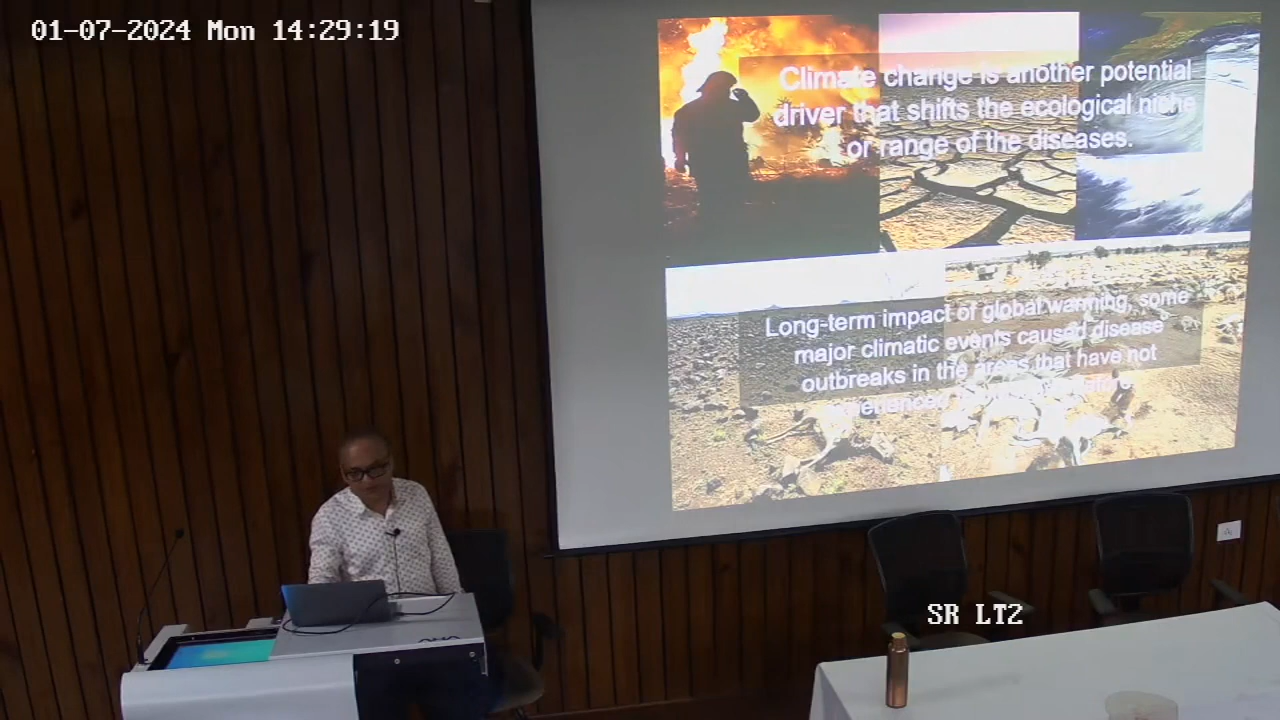 01-07-2024 Mon 14:29:19
Climate change is another potential
driver that shifts the ecological niche
or range of the diseases.
Long-term impact of global warming, some
major climatic events caused disease
outbreaks in the areas that have not
SR LT2